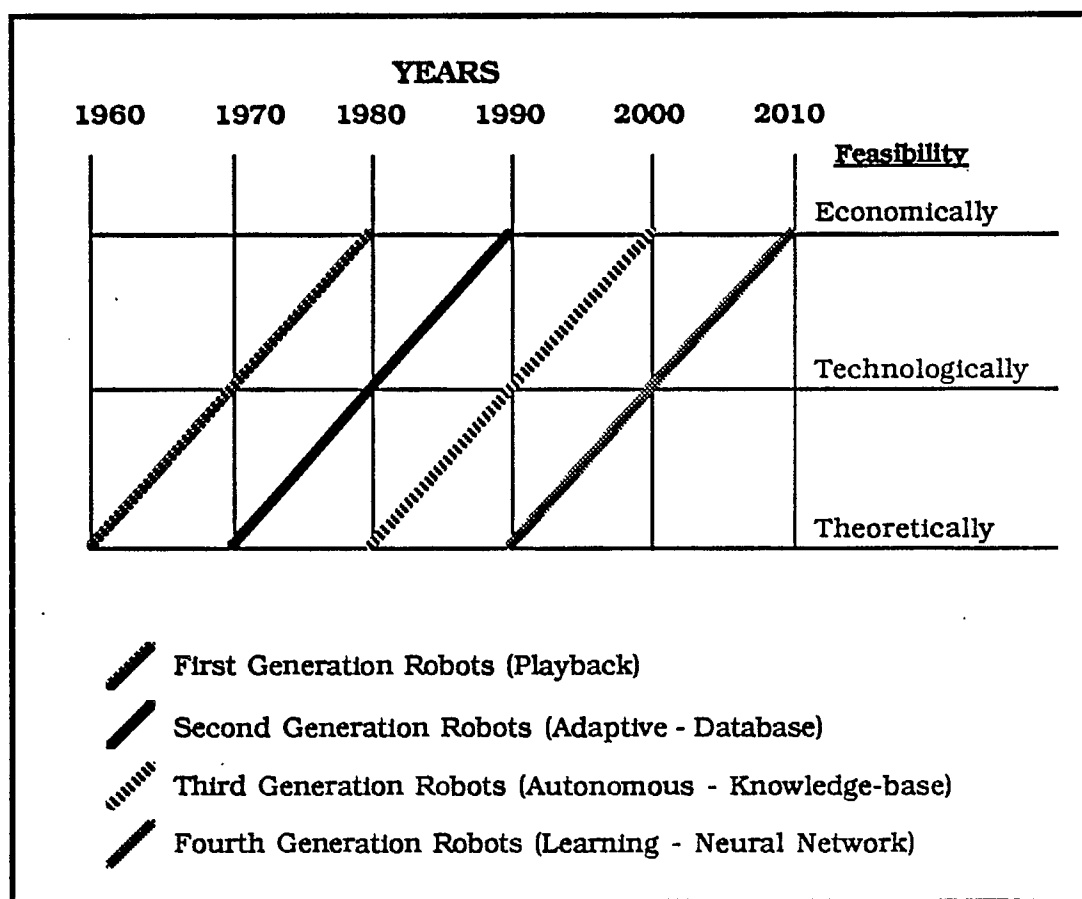 YEARS
1960 1970 1980 1990 2000 2010
Feasibility
Economically
Technologically
Theoretically
First Generation Robots (Playback)
Second Generation Robots (Adaptive - Database)
Third Generation Robots (Autonomous - Knowledge-base)
Fourth Generation Robots (Learning - Neural Network)